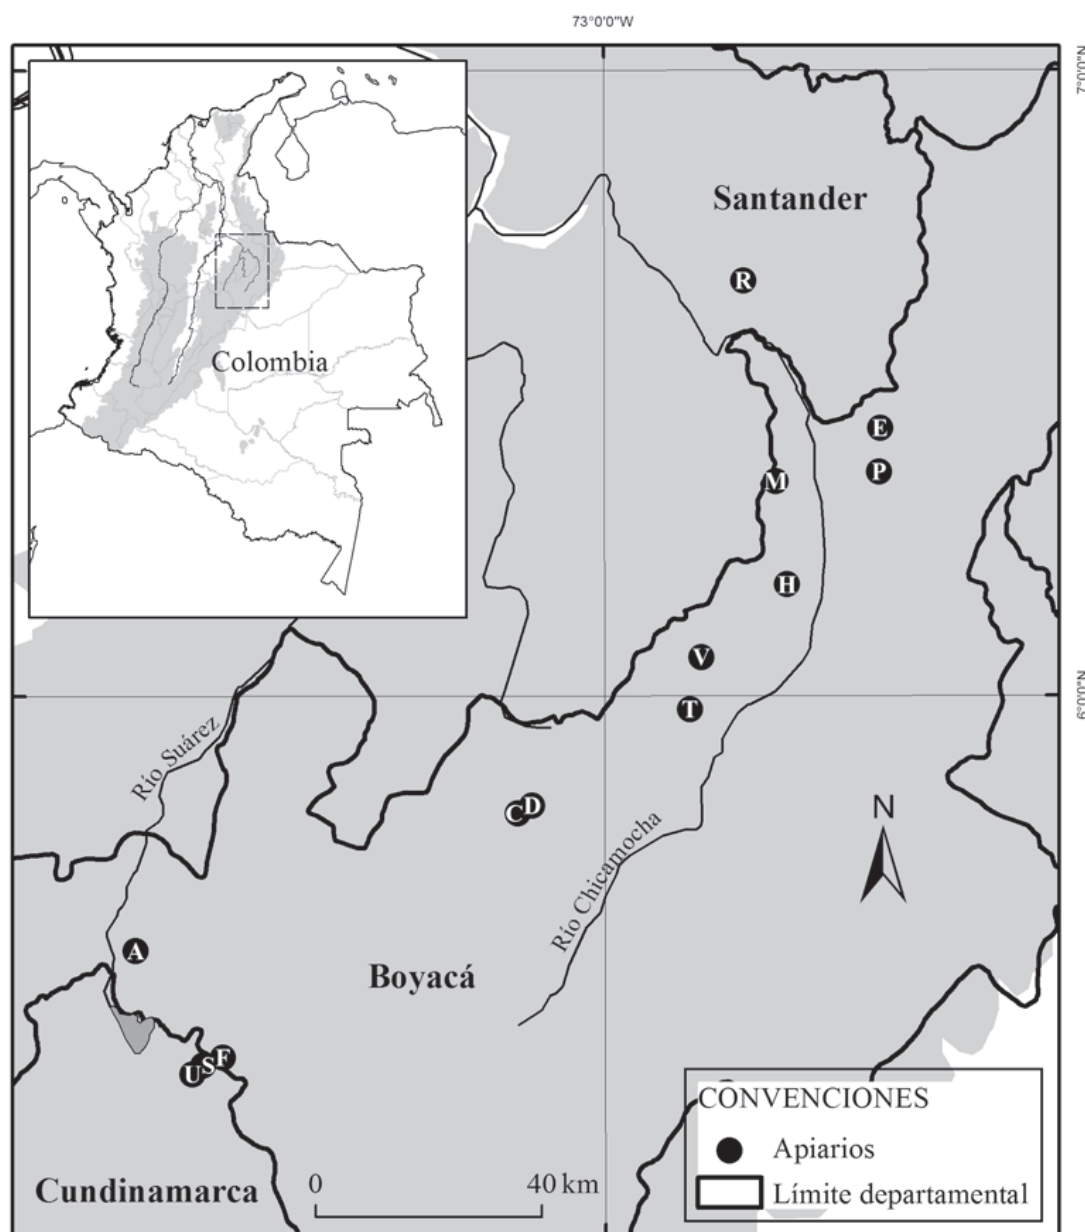 73°0'0"W
7°0'0"N
Santander
R
Colombia
E
P
M
H
V
T
6°0'0"N
Río Suárez
C
D
N
Río Chicamocha
A
Boyacá
F
S
U
CONVENCIONES
Apiarios
Límite departamental
0 40 km
Cundinamarca